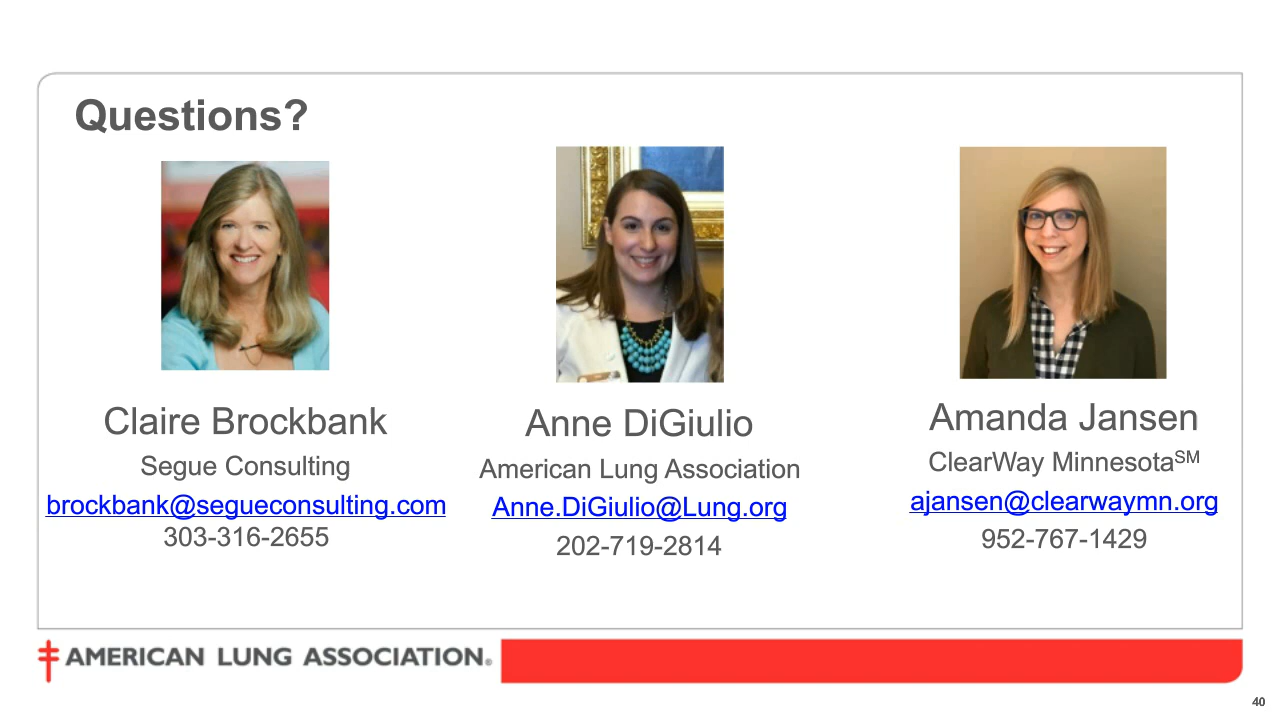 Questions?
Claire Brockbank
Segue Consulting
brockbank@segueconsulting.com
303-316-2655
Anne DiGiulio
American Lung Association
Anne.DiGiulio@Lung.org
202-719-2814
Amanda Jansen
ClearWay Minnesota℠
ajansen@clearwaymn.org
952-767-1429
AMERICAN LUNG ASSOCIATION®
40